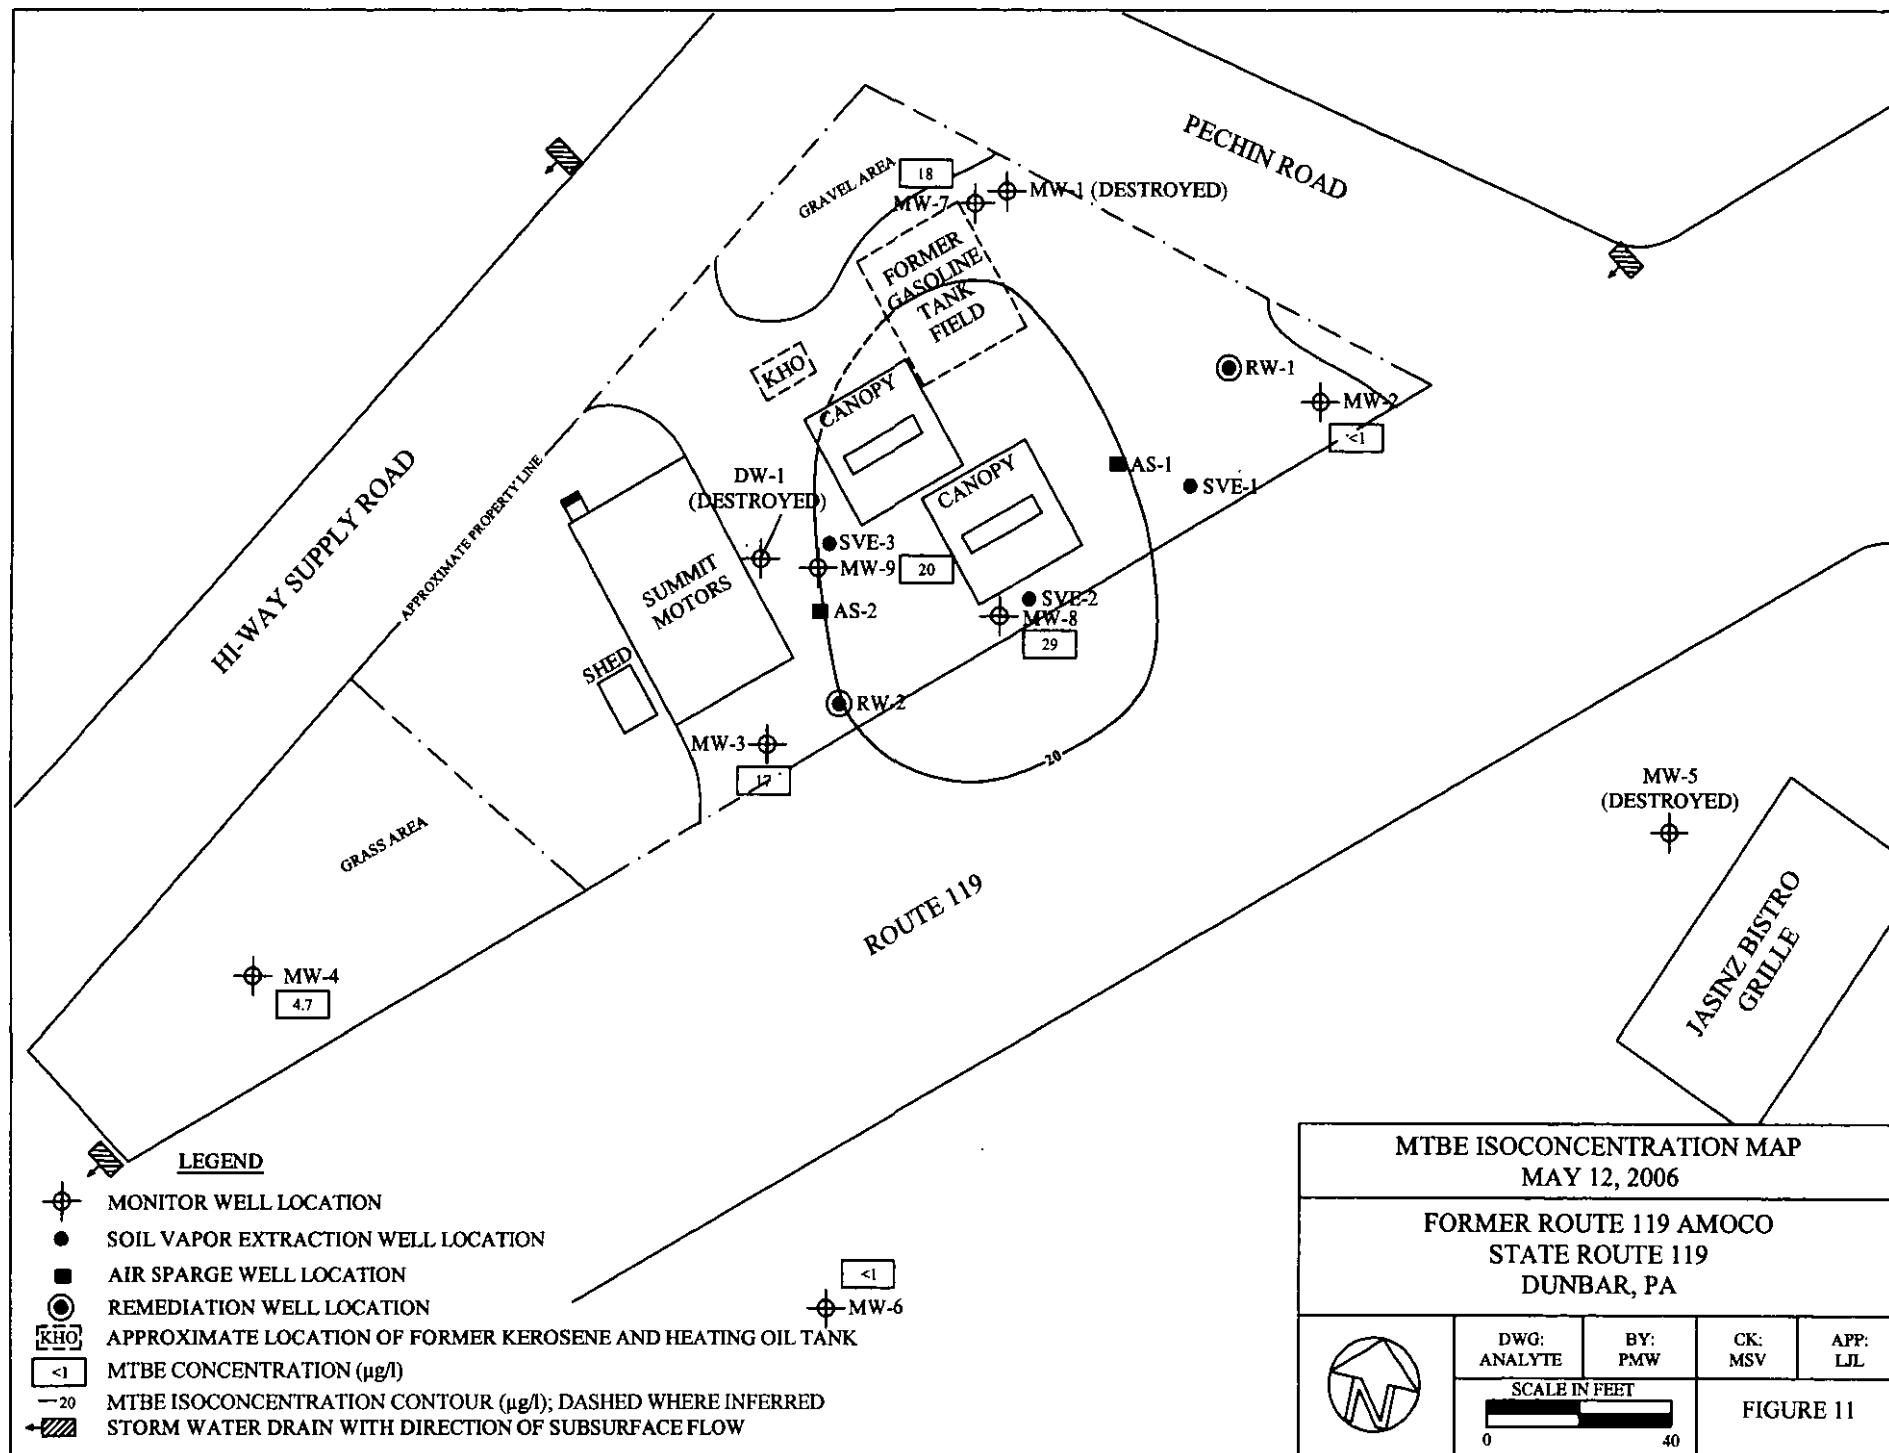 PECHIN ROAD
18
GRAVEL AREA
MW-7
MW-1 (DESTROYED)
FORMER
GASOLINE
TANK
FIELD
KHO
CANOPY
RW-1
MW-2
<1
HI-WAY SUPPLY ROAD
APPROXIMATE PROPERTY LINE
DW-1
(DESTROYED)
CANOPY
AS-1
SVE-1
SVE-3
MW-9
20
SUMMIT
MOTORS
AS-2
SVE-2
MW-8
29
SHED
RW-2
MW-3
17
20
MW-5
(DESTROYED)
GRASS AREA
ROUTE 119
JASINZ BISTRO
GRILLE
MW-4
4.7
<1
MW-6
LEGEND
MONITOR WELL LOCATION
SOIL VAPOR EXTRACTION WELL LOCATION
AIR SPARGE WELL LOCATION
REMEDIATION WELL LOCATION
KHO APPROXIMATE LOCATION OF FORMER KEROSENE AND HEATING OIL TANK
<1 MTBE CONCENTRATION (µg/l)
20 MTBE ISOCONCENTRATION CONTOUR (µg/l); DASHED WHERE INFERRED
STORM WATER DRAIN WITH DIRECTION OF SUBSURFACE FLOW
MTBE ISOCONCENTRATION MAP
MAY 12, 2006
FORMER ROUTE 119 AMOCO
STATE ROUTE 119
DUNBAR, PA
N
DWG:
ANALYTE
BY:
PMW
CK:
MSV
APP:
LJL
SCALE IN FEET
0 40
FIGURE 11